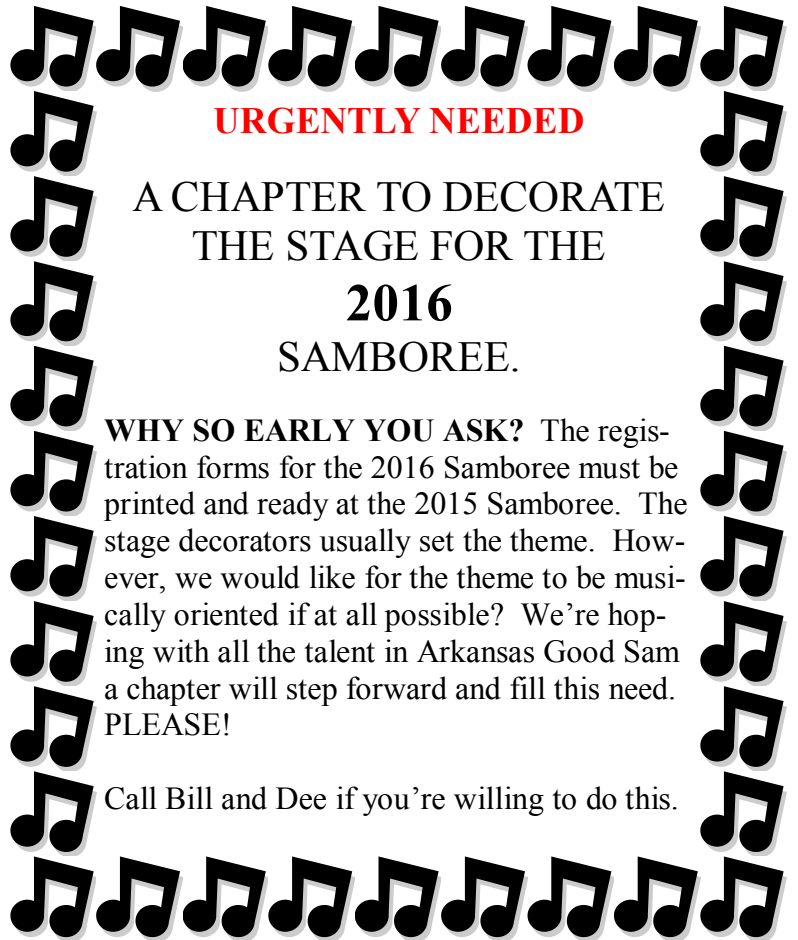 URGENTLY NEEDED
A CHAPTER TO DECORATE
THE STAGE FOR THE
2016
SAMBOREE.
WHY SO EARLY YOU ASK?  The regis-
tration forms for the 2016 Samboree must be
printed and ready at the 2015 Samboree.  The
stage decorators usually set the theme.  How-
ever, we would like for the theme to be musi-
cally oriented if at all possible?  We’re hop-
ing with all the talent in Arkansas Good Sam
a chapter will step forward and fill this need.
PLEASE!
Call Bill and Dee if you’re willing to do this.